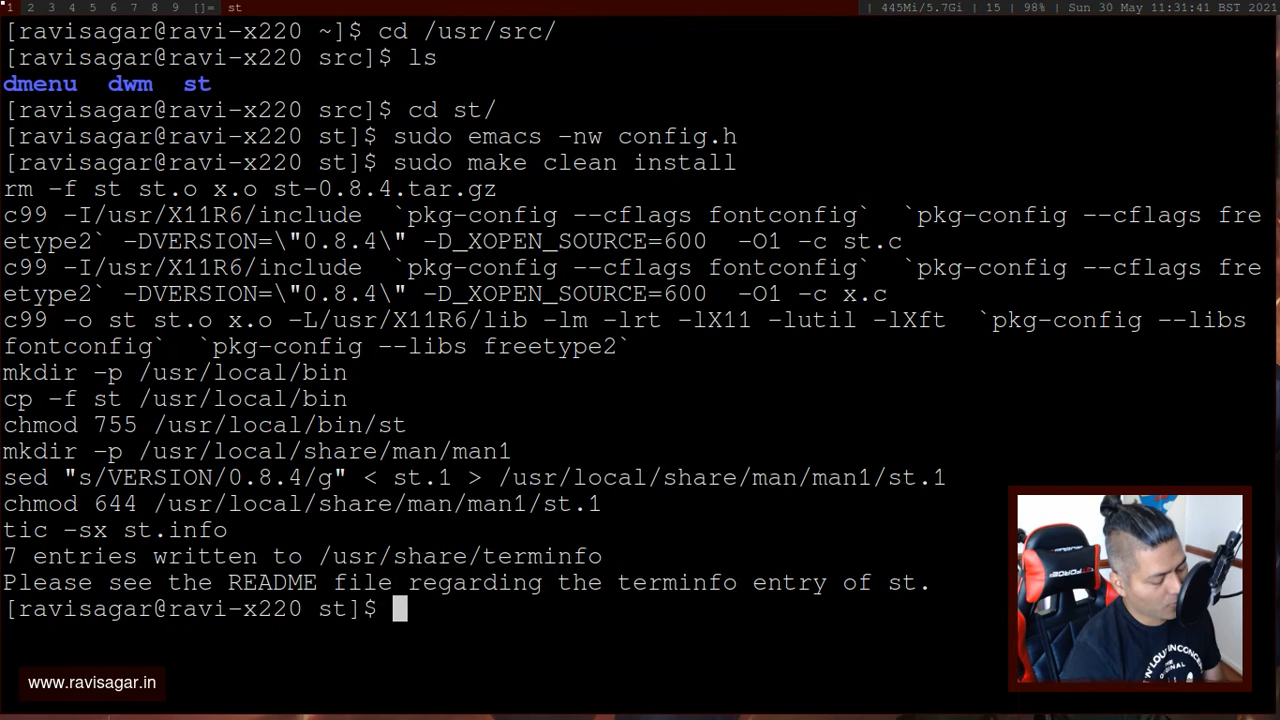 1 2 3 4 5 6 7 8 9 []= st | 445Mi/5.7Gi | 15 | 98% | Sun 30 May 11:31:41 BST 2021
[ravisagar@ravi-x220 ~]$ cd /usr/src/
[ravisagar@ravi-x220 src]$ ls
dmenu  dwm  st
[ravisagar@ravi-x220 src]$ cd st/
[ravisagar@ravi-x220 st]$ sudo emacs -nw config.h
[ravisagar@ravi-x220 st]$ sudo make clean install
rm -f st st.o x.o st-0.8.4.tar.gz
c99 -I/usr/X11R6/include  `pkg-config --cflags fontconfig`  `pkg-config --cflags fre
etype2` -DVERSION=\"0.8.4\" -D_XOPEN_SOURCE=600  -O1 -c st.c
c99 -I/usr/X11R6/include  `pkg-config --cflags fontconfig`  `pkg-config --cflags fre
etype2` -DVERSION=\"0.8.4\" -D_XOPEN_SOURCE=600  -O1 -c x.c
c99 -o st st.o x.o -L/usr/X11R6/lib -lm -lrt -lX11 -lutil -lXft  `pkg-config --libs
fontconfig`  `pkg-config --libs freetype2`
mkdir -p /usr/local/bin
cp -f st /usr/local/bin
chmod 755 /usr/local/bin/st
mkdir -p /usr/local/share/man/man1
sed "s/VERSION/0.8.4/g" < st.1 > /usr/local/share/man/man1/st.1
chmod 644 /usr/local/share/man/man1/st.1
tic -sx st.info
7 entries written to /usr/share/terminfo
Please see the README file regarding the terminfo entry of st.
[ravisagar@ravi-x220 st]$
www.ravisagar.in